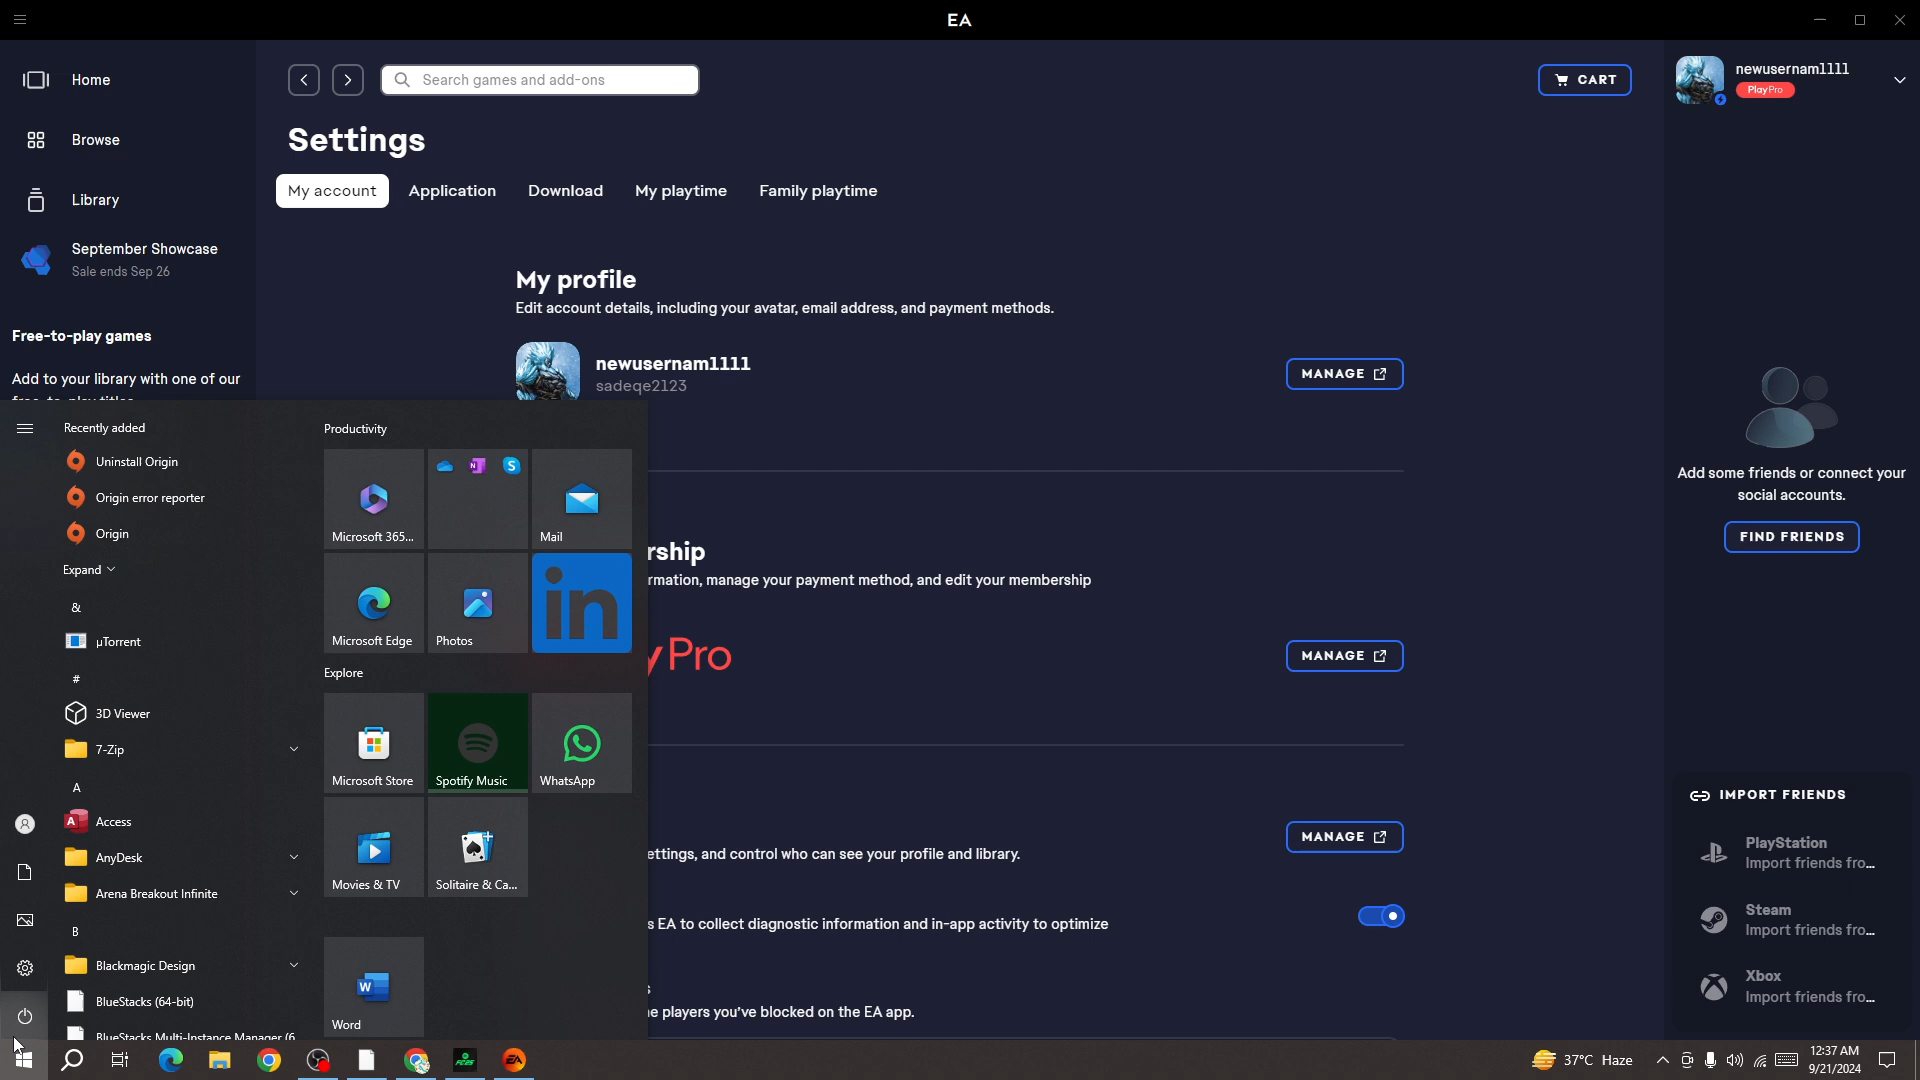 EA
Home
Browse
Library
September Showcase
Sale ends Sep 26
Free-to-play games
Add to your library with one of our
Search games and add-ons
CART
newusernam1111
Play Pro
Settings
My account
Application
Download
My playtime
Family playtime
My profile
Edit account details, including your avatar, email address, and payment methods.
newusernam1111
sadeqe2123
MANAGE
rship
rmation, manage your payment method, and edit your membership
y Pro
MANAGE
MANAGE
ettings, and control who can see your profile and library.
s EA to collect diagnostic information and in-app activity to optimize
s
e players you've blocked on the EA app.
Add some friends or connect your
social accounts.
FIND FRIENDS
IMPORT FRIENDS
PlayStation
Import friends fro...
Steam
Import friends fro...
Xbox
Import friends fro...
Recently added
Uninstall Origin
Origin error reporter
Origin
Expand
&
µTorrent
#
3D Viewer
7-Zip
A
Access
AnyDesk
Arena Breakout Infinite
B
Blackmagic Design
BlueStacks (64-bit)
BlueStacks Multi-Instance Manager (6
Productivity
Microsoft 365...
Mail
Microsoft Edge
Photos
in
Explore
Microsoft Store
Spotify Music
WhatsApp
Movies & TV
Solitaire & Ca...
Word
37°C Haze
12:37 AM
9/21/2024